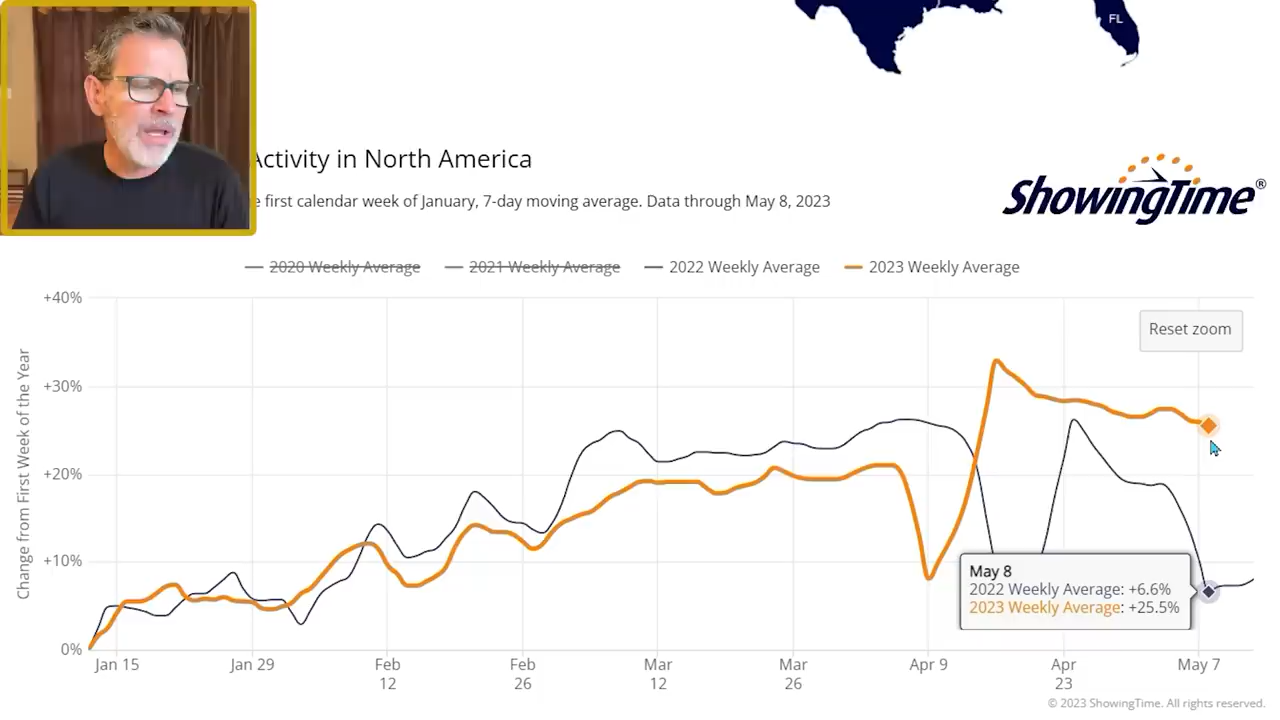 FL
Activity in North America
e first calendar week of January, 7-day moving average. Data through May 8, 2023
ShowingTime®
2020 Weekly Average
2021 Weekly Average
2022 Weekly Average
2023 Weekly Average
Change from First Week of the Year
+40%
+30%
+20%
+10%
0%
Reset zoom
May 8
2022 Weekly Average: +6.6%
2023 Weekly Average: +25.5%
Jan 15
Jan 29
Feb
12
Feb
26
Mar
12
Mar
26
Apr 9
Apr
23
May 7
© 2023 ShowingTime. All rights reserved.